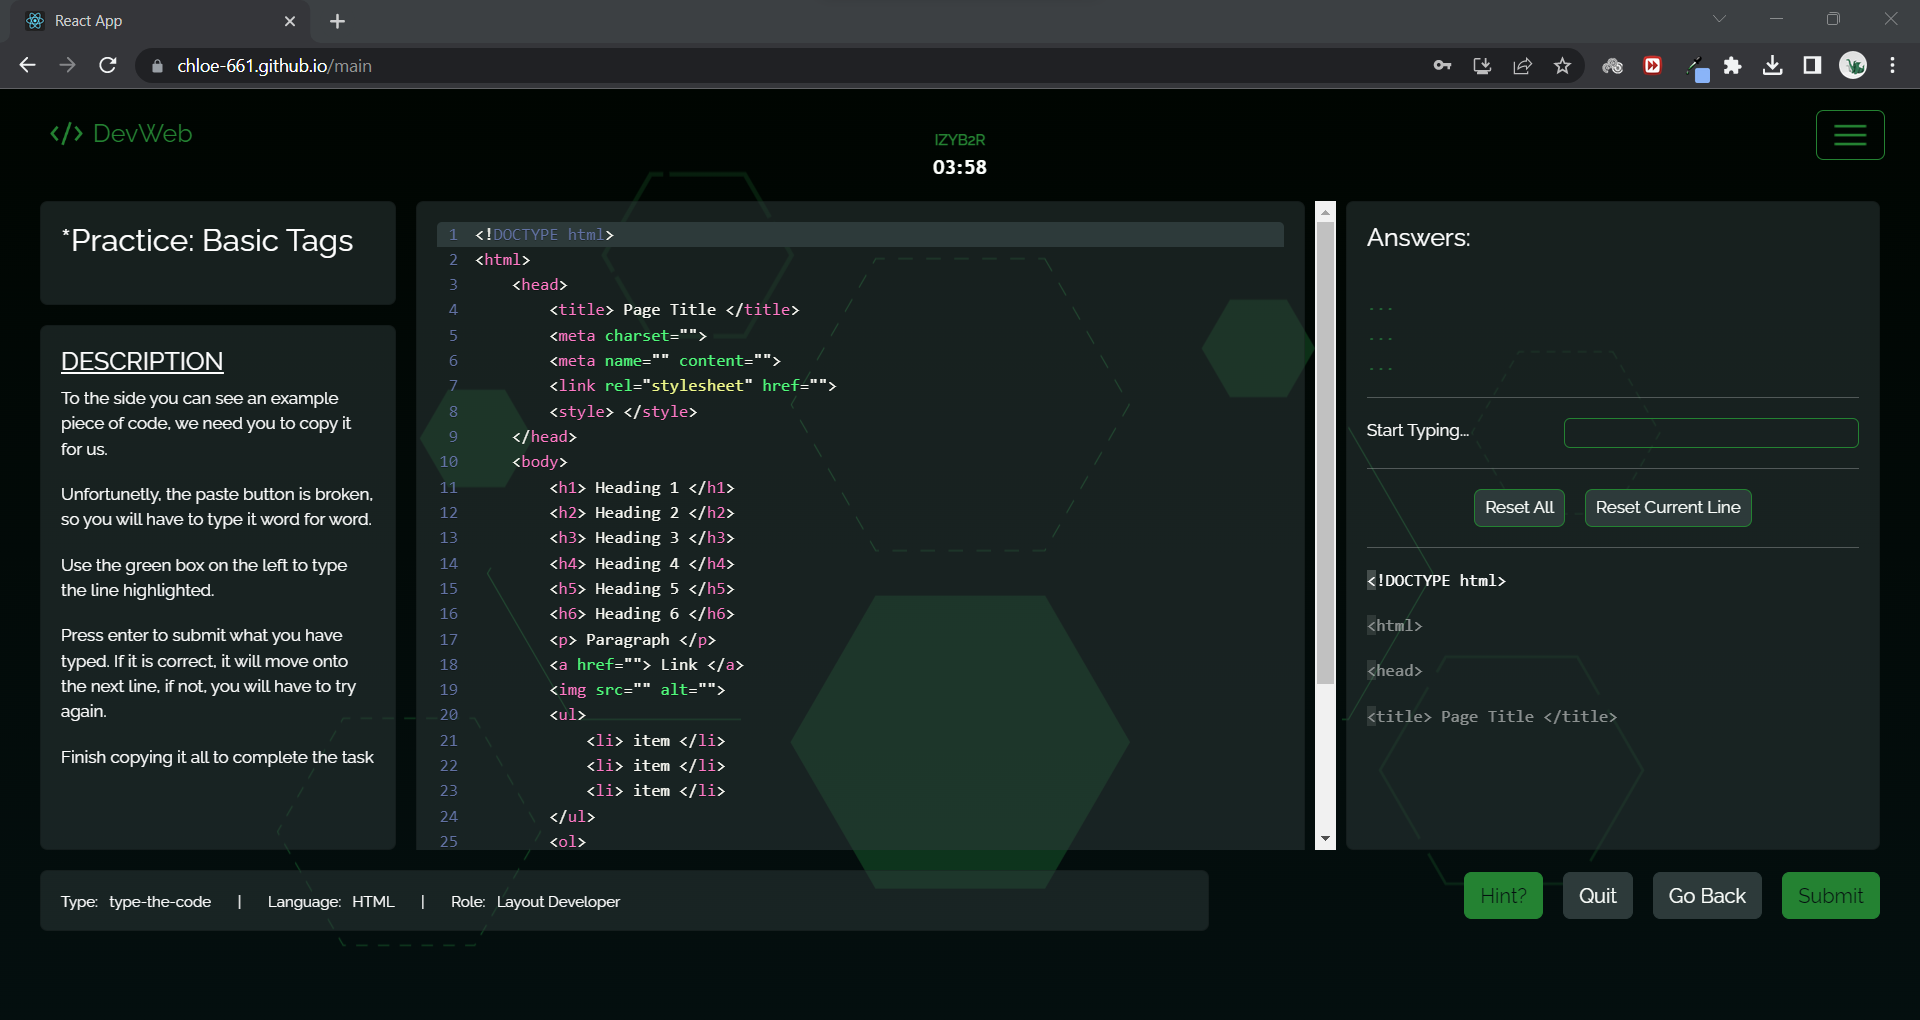 React App
chloe-661.github.io/main
</> DevWeb
IZYB2R
03:58
*Practice: Basic Tags
DESCRIPTION
To the side you can see an example
piece of code, we need you to copy it
for us.
Unfortunetly, the paste button is broken,
so you will have to type it word for word.
Use the green box on the left to type
the line highlighted.
Press enter to submit what you have
typed. If it is correct, it will move onto
the next line, if not, you will have to try
again.
Finish copying it all to complete the task
1 <!DOCTYPE html>
2 <html>
3 <head>
4 <title> Page Title </title>
5 <meta charset="">
6 <meta name="" content="">
7 <link rel="stylesheet" href="">
8 <style> </style>
9 </head>
10 <body>
11 <h1> Heading 1 </h1>
12 <h2> Heading 2 </h2>
13 <h3> Heading 3 </h3>
14 <h4> Heading 4 </h4>
15 <h5> Heading 5 </h5>
16 <h6> Heading 6 </h6>
17 <p> Paragraph </p>
18 <a href=""> Link </a>
19 <img src="" alt="">
20 <ul>
21 <li> item </li>
22 <li> item </li>
23 <li> item </li>
24 </ul>
25 <ol>
Answers:
...
...
...
Start Typing...
Reset All
Reset Current Line
<!DOCTYPE html>
<html>
<head>
<title> Page Title </title>
Type: type-the-code | Language: HTML | Role: Layout Developer
Hint?
Quit
Go Back
Submit